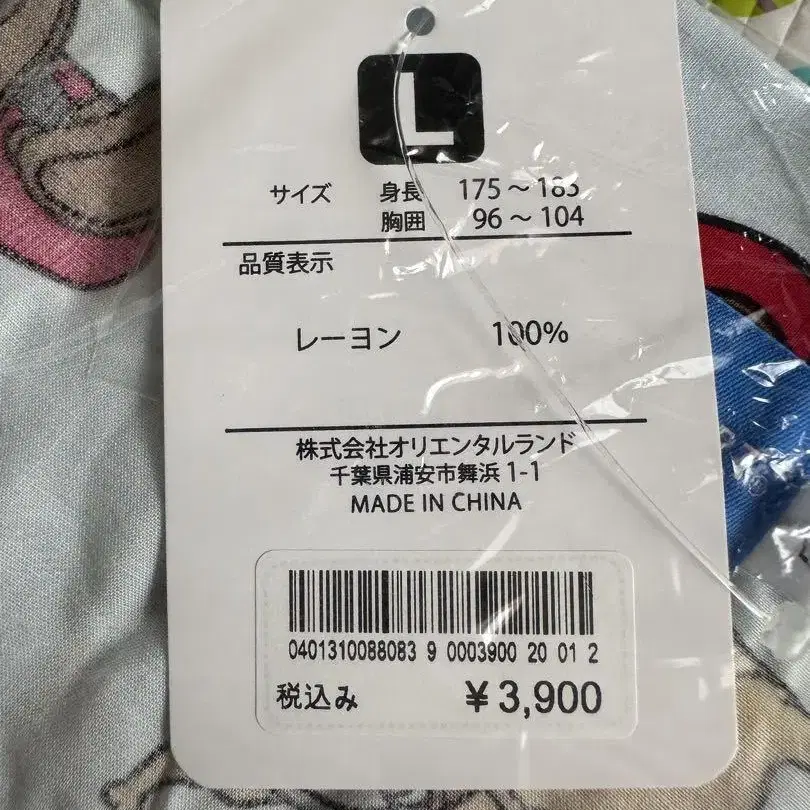 L
サイズ 身長 175～185
胸囲 96～104
品質表示
レーヨン 100%
株式会社オリエンタルランド
千葉県浦安市舞浜1-1
MADE IN CHINA
0401310088083 9 0003900 20 01 2
税込み ￥3,900